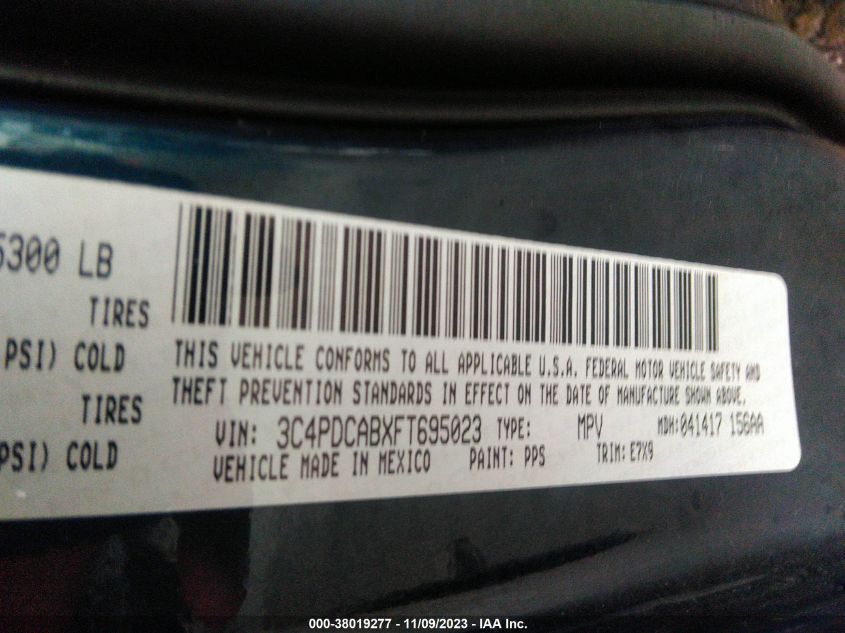 5300 LB
TIRES
PSI) COLD
TIRES
PSI) COLD
THIS VEHICLE CONFORMS TO ALL APPLICABLE U.S.A. FEDERAL MOTOR VEHICLE SAFETY AND
THEFT PREVENTION STANDARDS IN EFFECT ON THE DATE OF MANUFACTURE SHOWN ABOVE.
VIN: 3C4PDCABXFT695023 TYPE: MPV MDH: 041417 156AA
VEHICLE MADE IN MEXICO PAINT: PPS TRIM: E7X9
000-38019277 - 11/09/2023 - IAA Inc.